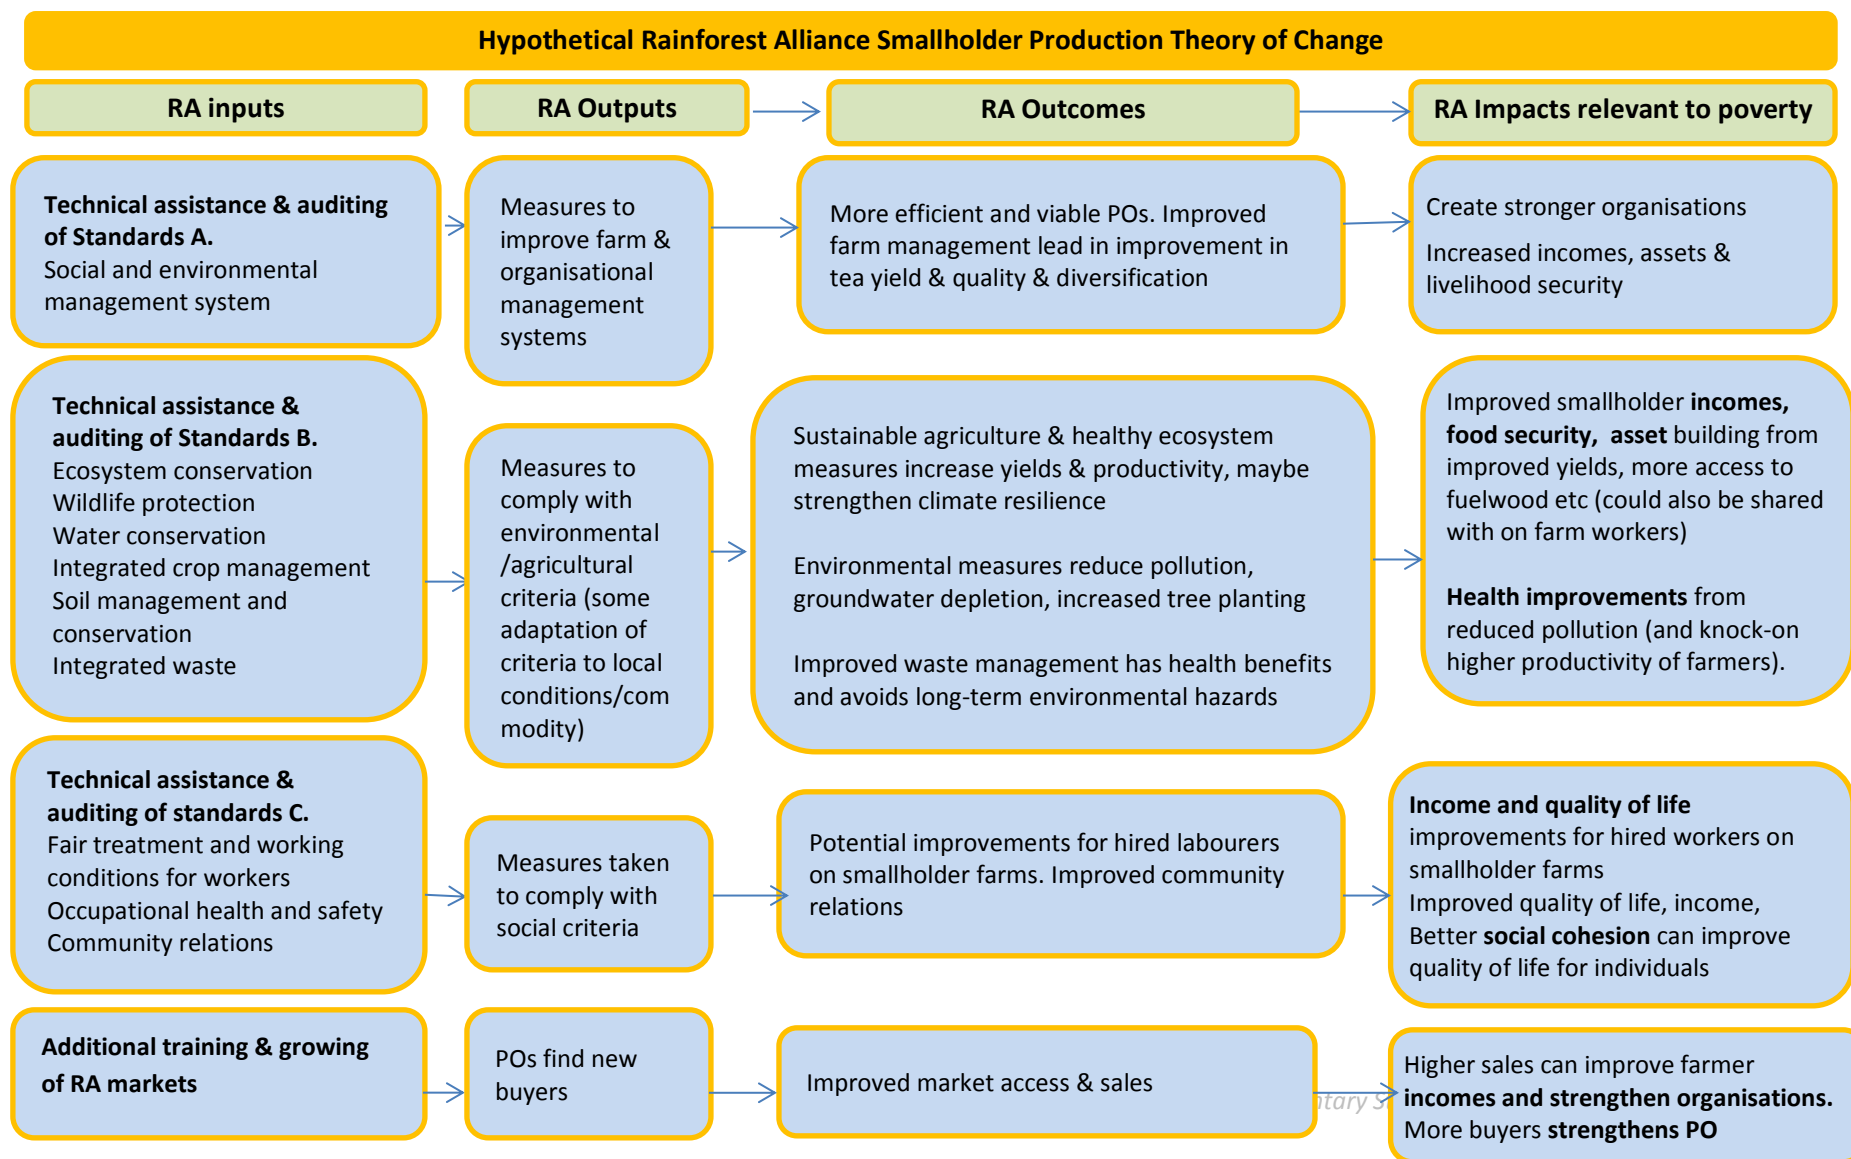 Hypothetical Rainforest Alliance Smallholder Production Theory of Change
RA inputs
RA Outputs
RA Outcomes
RA Impacts relevant to poverty
Technical assistance & auditing
of Standards A.
Social and environmental
management system
Measures to
improve farm &
organisational
management
systems
More efficient and viable POs. Improved
farm management lead in improvement in
tea yield & quality & diversification
Create stronger organisations
Increased incomes, assets &
livelihood security
Technical assistance &
auditing of Standards B.
Ecosystem conservation
Wildlife protection
Water conservation
Integrated crop management
Soil management and
conservation
Integrated waste
Measures to
comply with
environmental
/agricultural
criteria (some
adaptation of
criteria to local
conditions/com
modity)
Sustainable agriculture & healthy ecosystem
measures increase yields & productivity, maybe
strengthen climate resilience
Environmental measures reduce pollution,
groundwater depletion, increased tree planting
Improved waste management has health benefits
and avoids long-term environmental hazards
Improved smallholder incomes,
food security,  asset building from
improved yields, more access to
fuelwood etc (could also be shared
with on farm workers)
Health improvements from
reduced pollution (and knock-on
higher productivity of farmers).
Technical assistance &
auditing of standards C.
Fair treatment and working
conditions for workers
Occupational health and safety
Community relations
Measures taken
to comply with
social criteria
Potential improvements for hired labourers
on smallholder farms. Improved community
relations
Income and quality of life
improvements for hired workers on
smallholder farms
Improved quality of life, income,
Better social cohesion can improve
quality of life for individuals
Additional training & growing
of RA markets
POs find new
buyers
Improved market access & sales
Higher sales can improve farmer
incomes and strengthen organisations.
More buyers strengthens PO